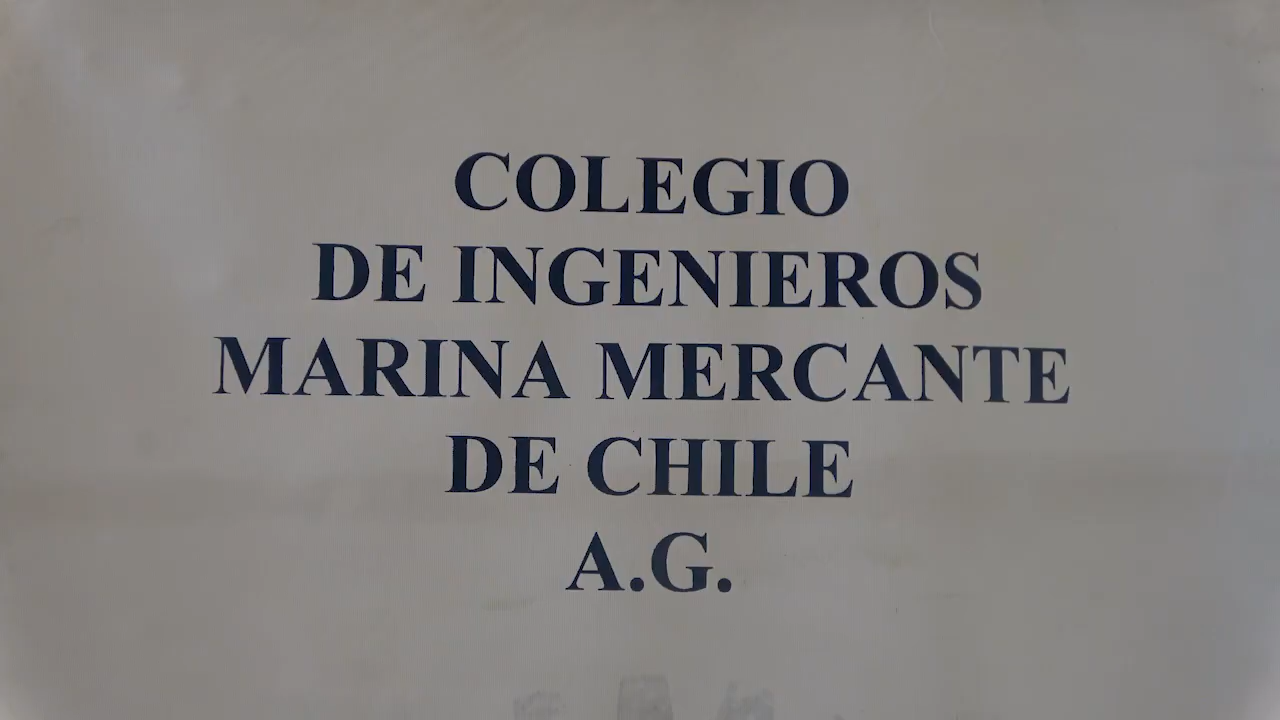 COLEGIO
DE INGENIEROS
MARINA MERCANTE
DE CHILE
A.G.